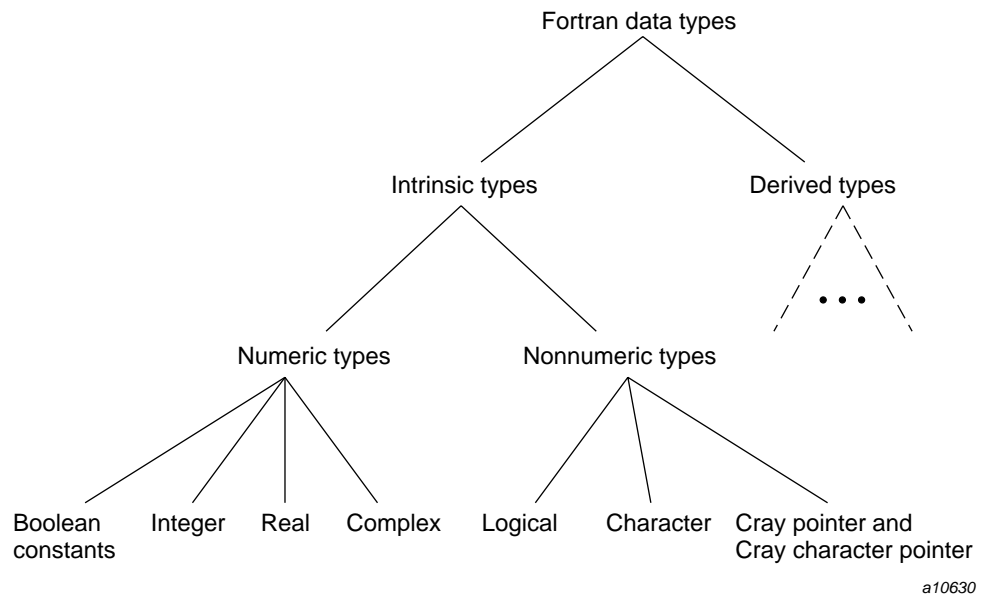 Fortran data types
Intrinsic types
Derived types
Numeric types
Nonnumeric types
Boolean
constants
Integer
Real
Complex
Logical
Character
Cray pointer and
Cray character pointer
a10630